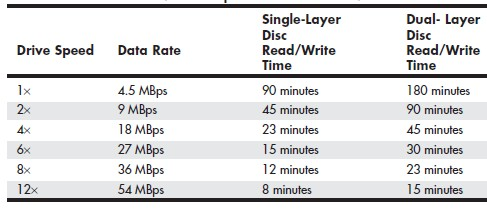 Drive Speed Data Rate Single-Layer Disc Read/Write Time Dual- Layer Disc Read/Write Time
1× 4.5 MBps 90 minutes 180 minutes
2× 9 MBps 45 minutes 90 minutes
4× 18 MBps 23 minutes 45 minutes
6× 27 MBps 15 minutes 30 minutes
8× 36 MBps 12 minutes 23 minutes
12× 54 MBps 8 minutes 15 minutes